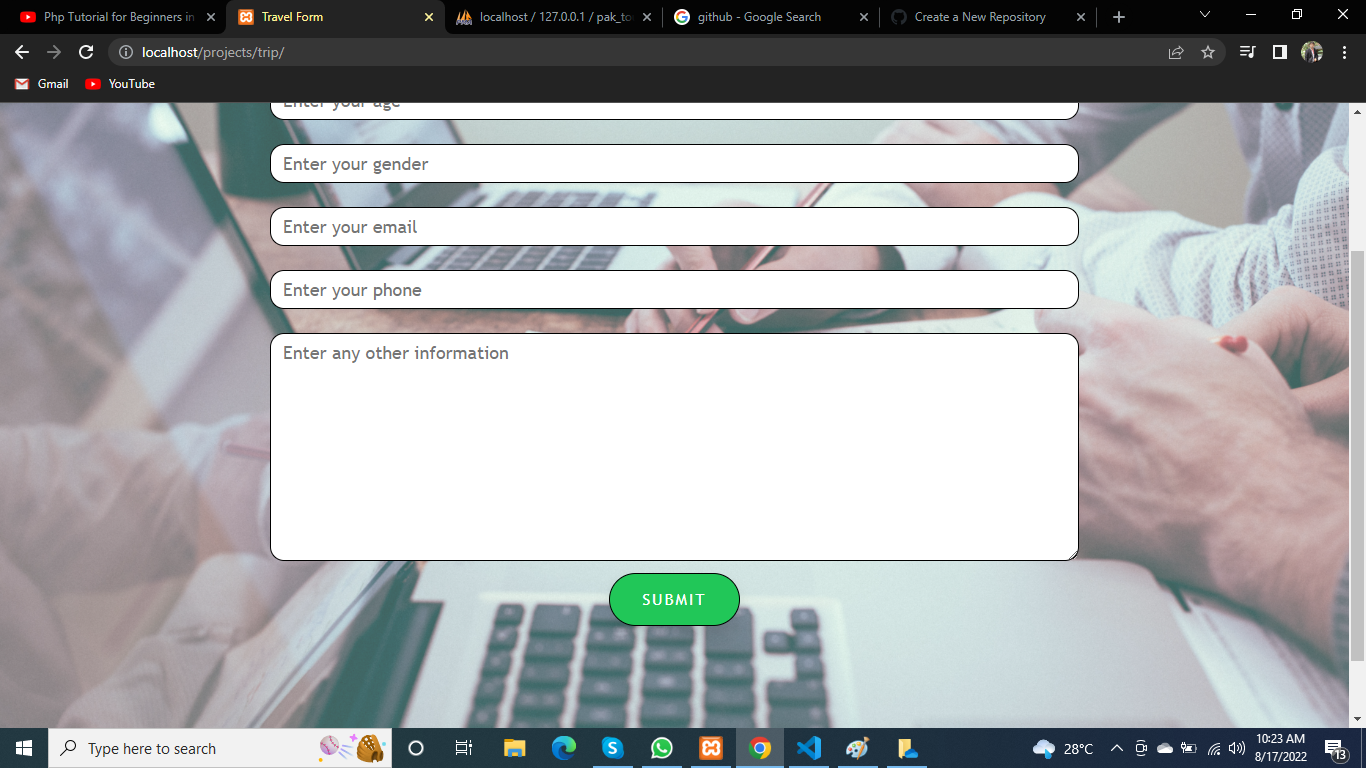 Php Tutorial for Beginners in
Travel Form
localhost / 127.0.0.1 / pak_to
github - Google Search
Create a New Repository
localhost/projects/trip/
Gmail
YouTube
Enter your age
Enter your gender
Enter your email
Enter your phone
Enter any other information
SUBMIT
Type here to search
28°C
10:23 AM
8/17/2022
13